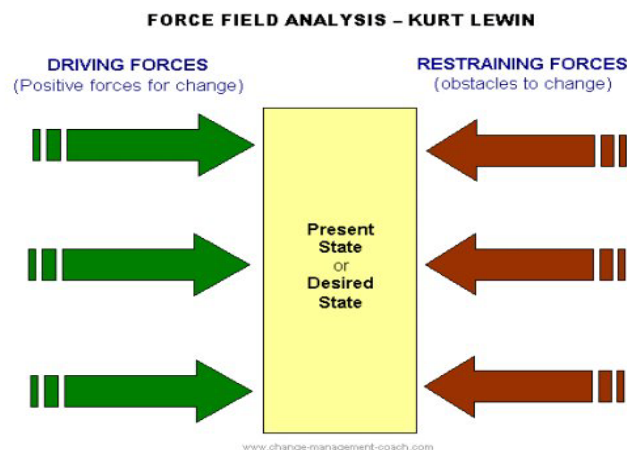 FORCE FIELD ANALYSIS – KURT LEWIN
DRIVING FORCES
(Positive forces for change)
RESTRAINING FORCES
(obstacles to change)
Present
State
or
Desired
State
www.change-management-coach.com